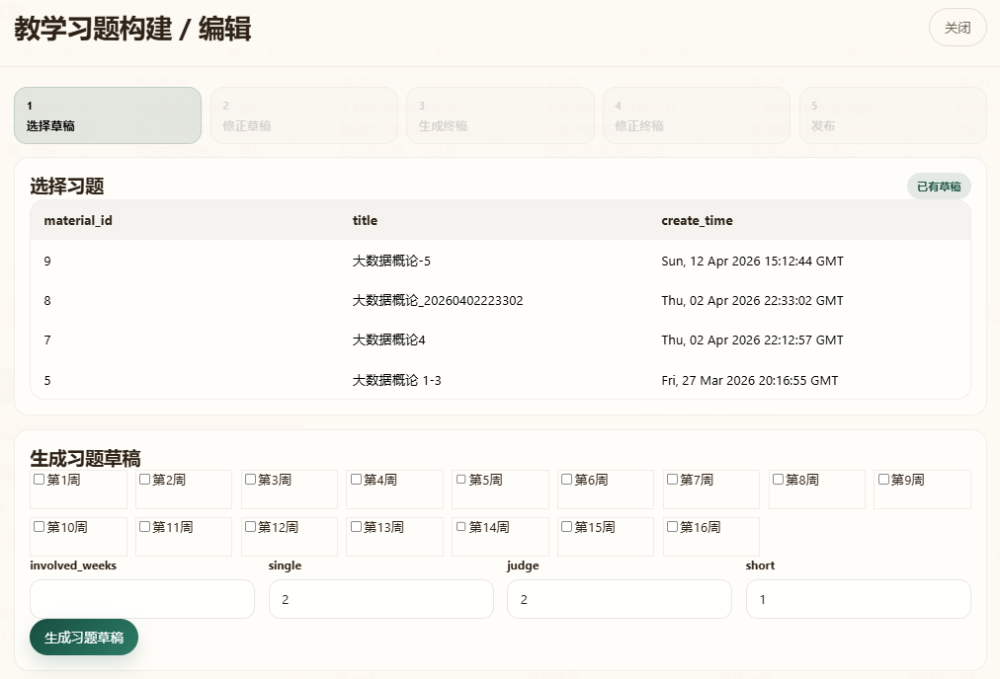 教学习题构建 / 编辑
关闭
1
选择草稿
2
修正草稿
3
生成终稿
4
修正终稿
5
发布
选择习题
已有草稿
material_id title create_time
9 大数据概论-5 Sun, 12 Apr 2026 15:12:44 GMT
8 大数据概论_20260402223302 Thu, 02 Apr 2026 22:33:02 GMT
7 大数据概论4 Thu, 02 Apr 2026 22:12:57 GMT
5 大数据概论 1-3 Fri, 27 Mar 2026 20:16:55 GMT
生成习题草稿
第1周 第2周 第3周 第4周 第5周 第6周 第7周 第8周 第9周
第10周 第11周 第12周 第13周 第14周 第15周 第16周
involved_weeks single judge short
2 2 1
生成习题草稿